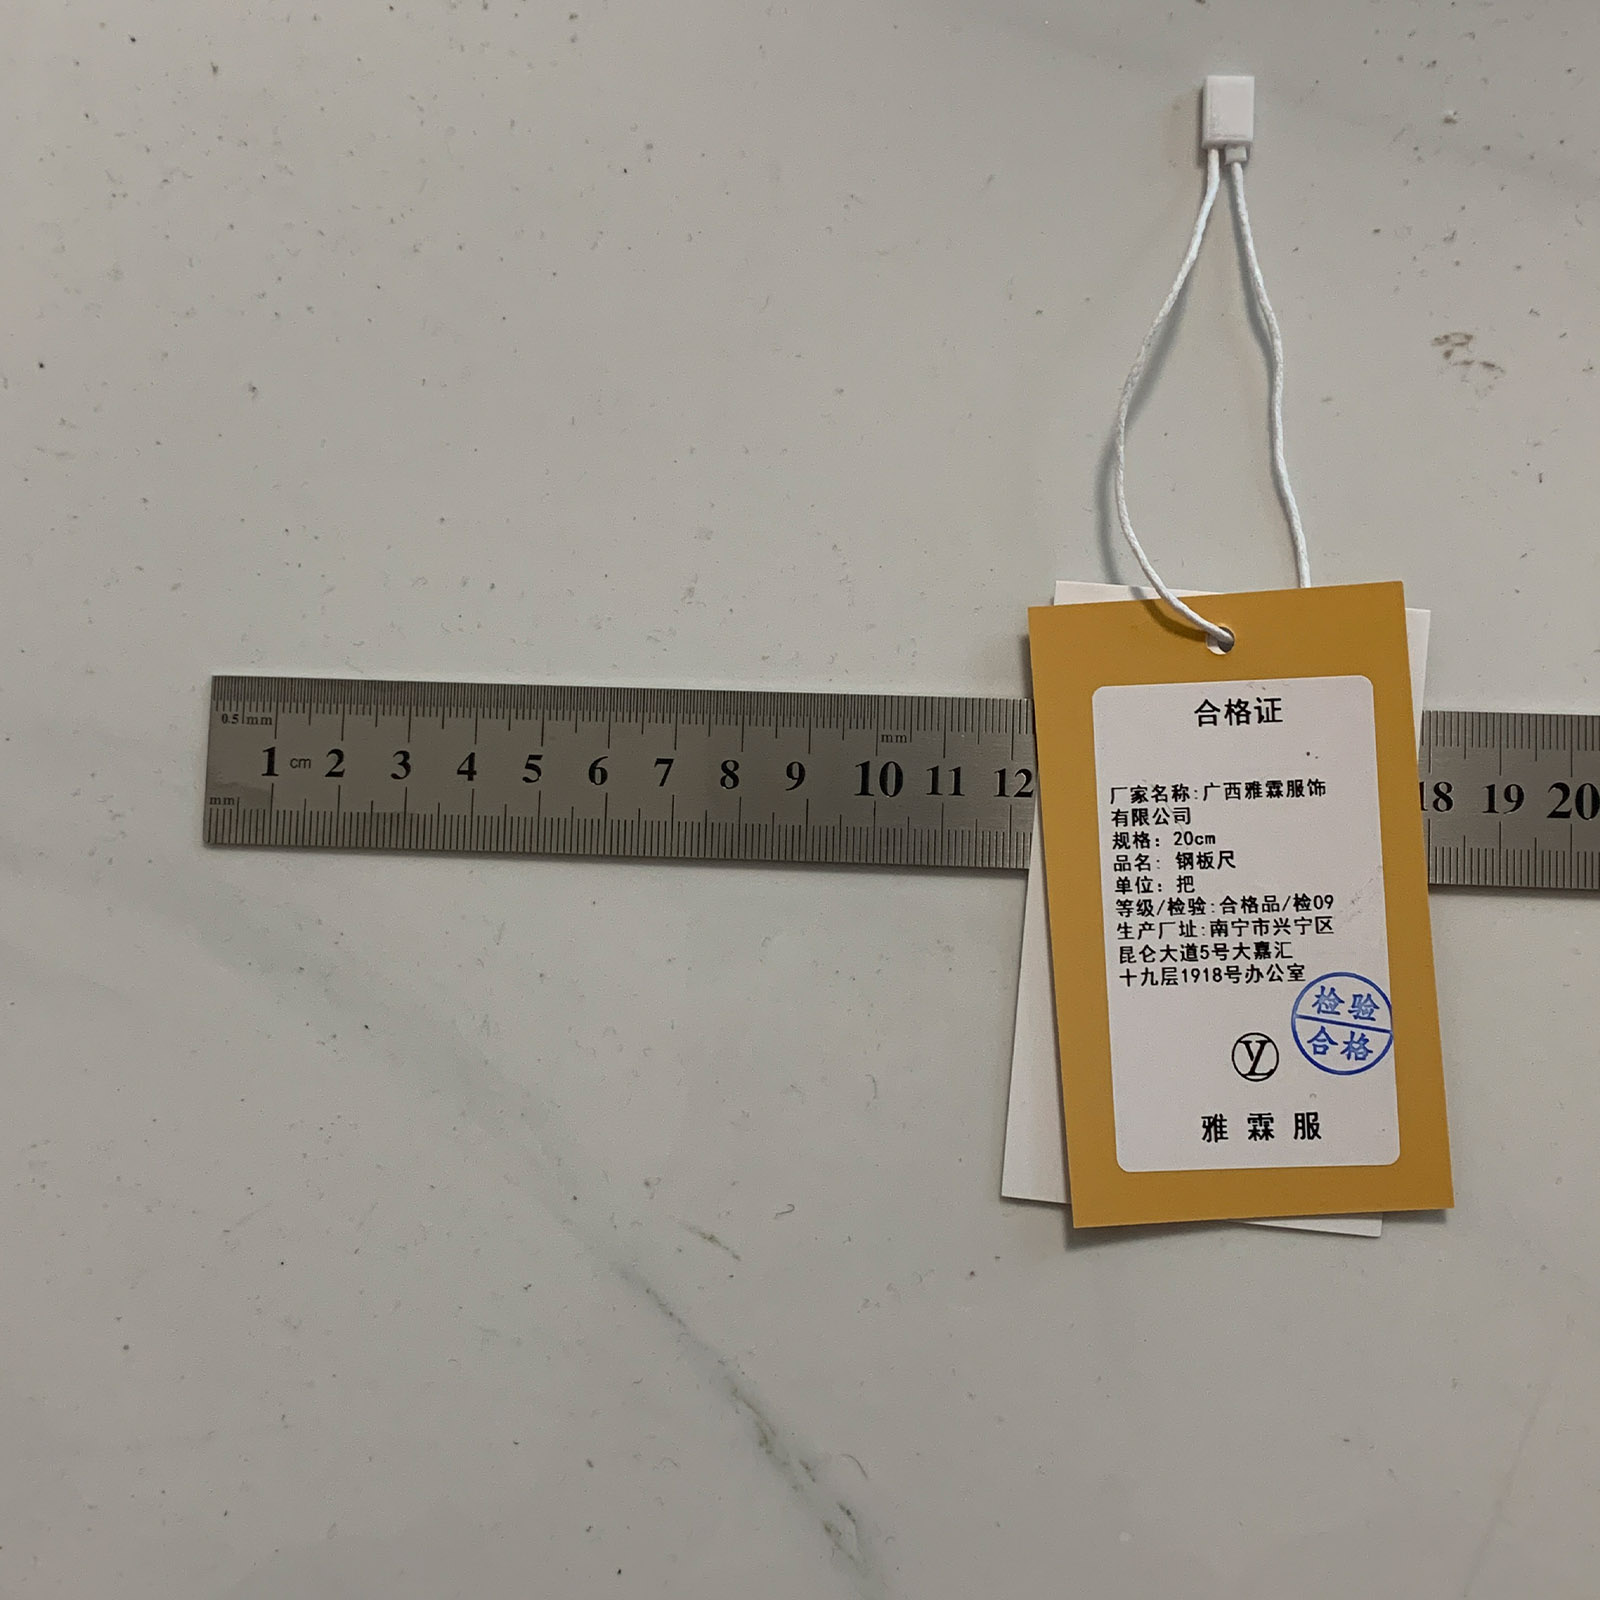 0.5 mm
mm
1 cm 2 3 4 5 6 7 8 9 10 11 12 18 19 20
mm
合格证
厂家名称:广西雅霖服饰
有限公司
规格：20cm
品名：钢板尺
单位：把
等级/检验:合格品/检09
生产厂址:南宁市兴宁区
昆仑大道5号大嘉汇
十九层1918号办公室
检验
合格
雅霖服